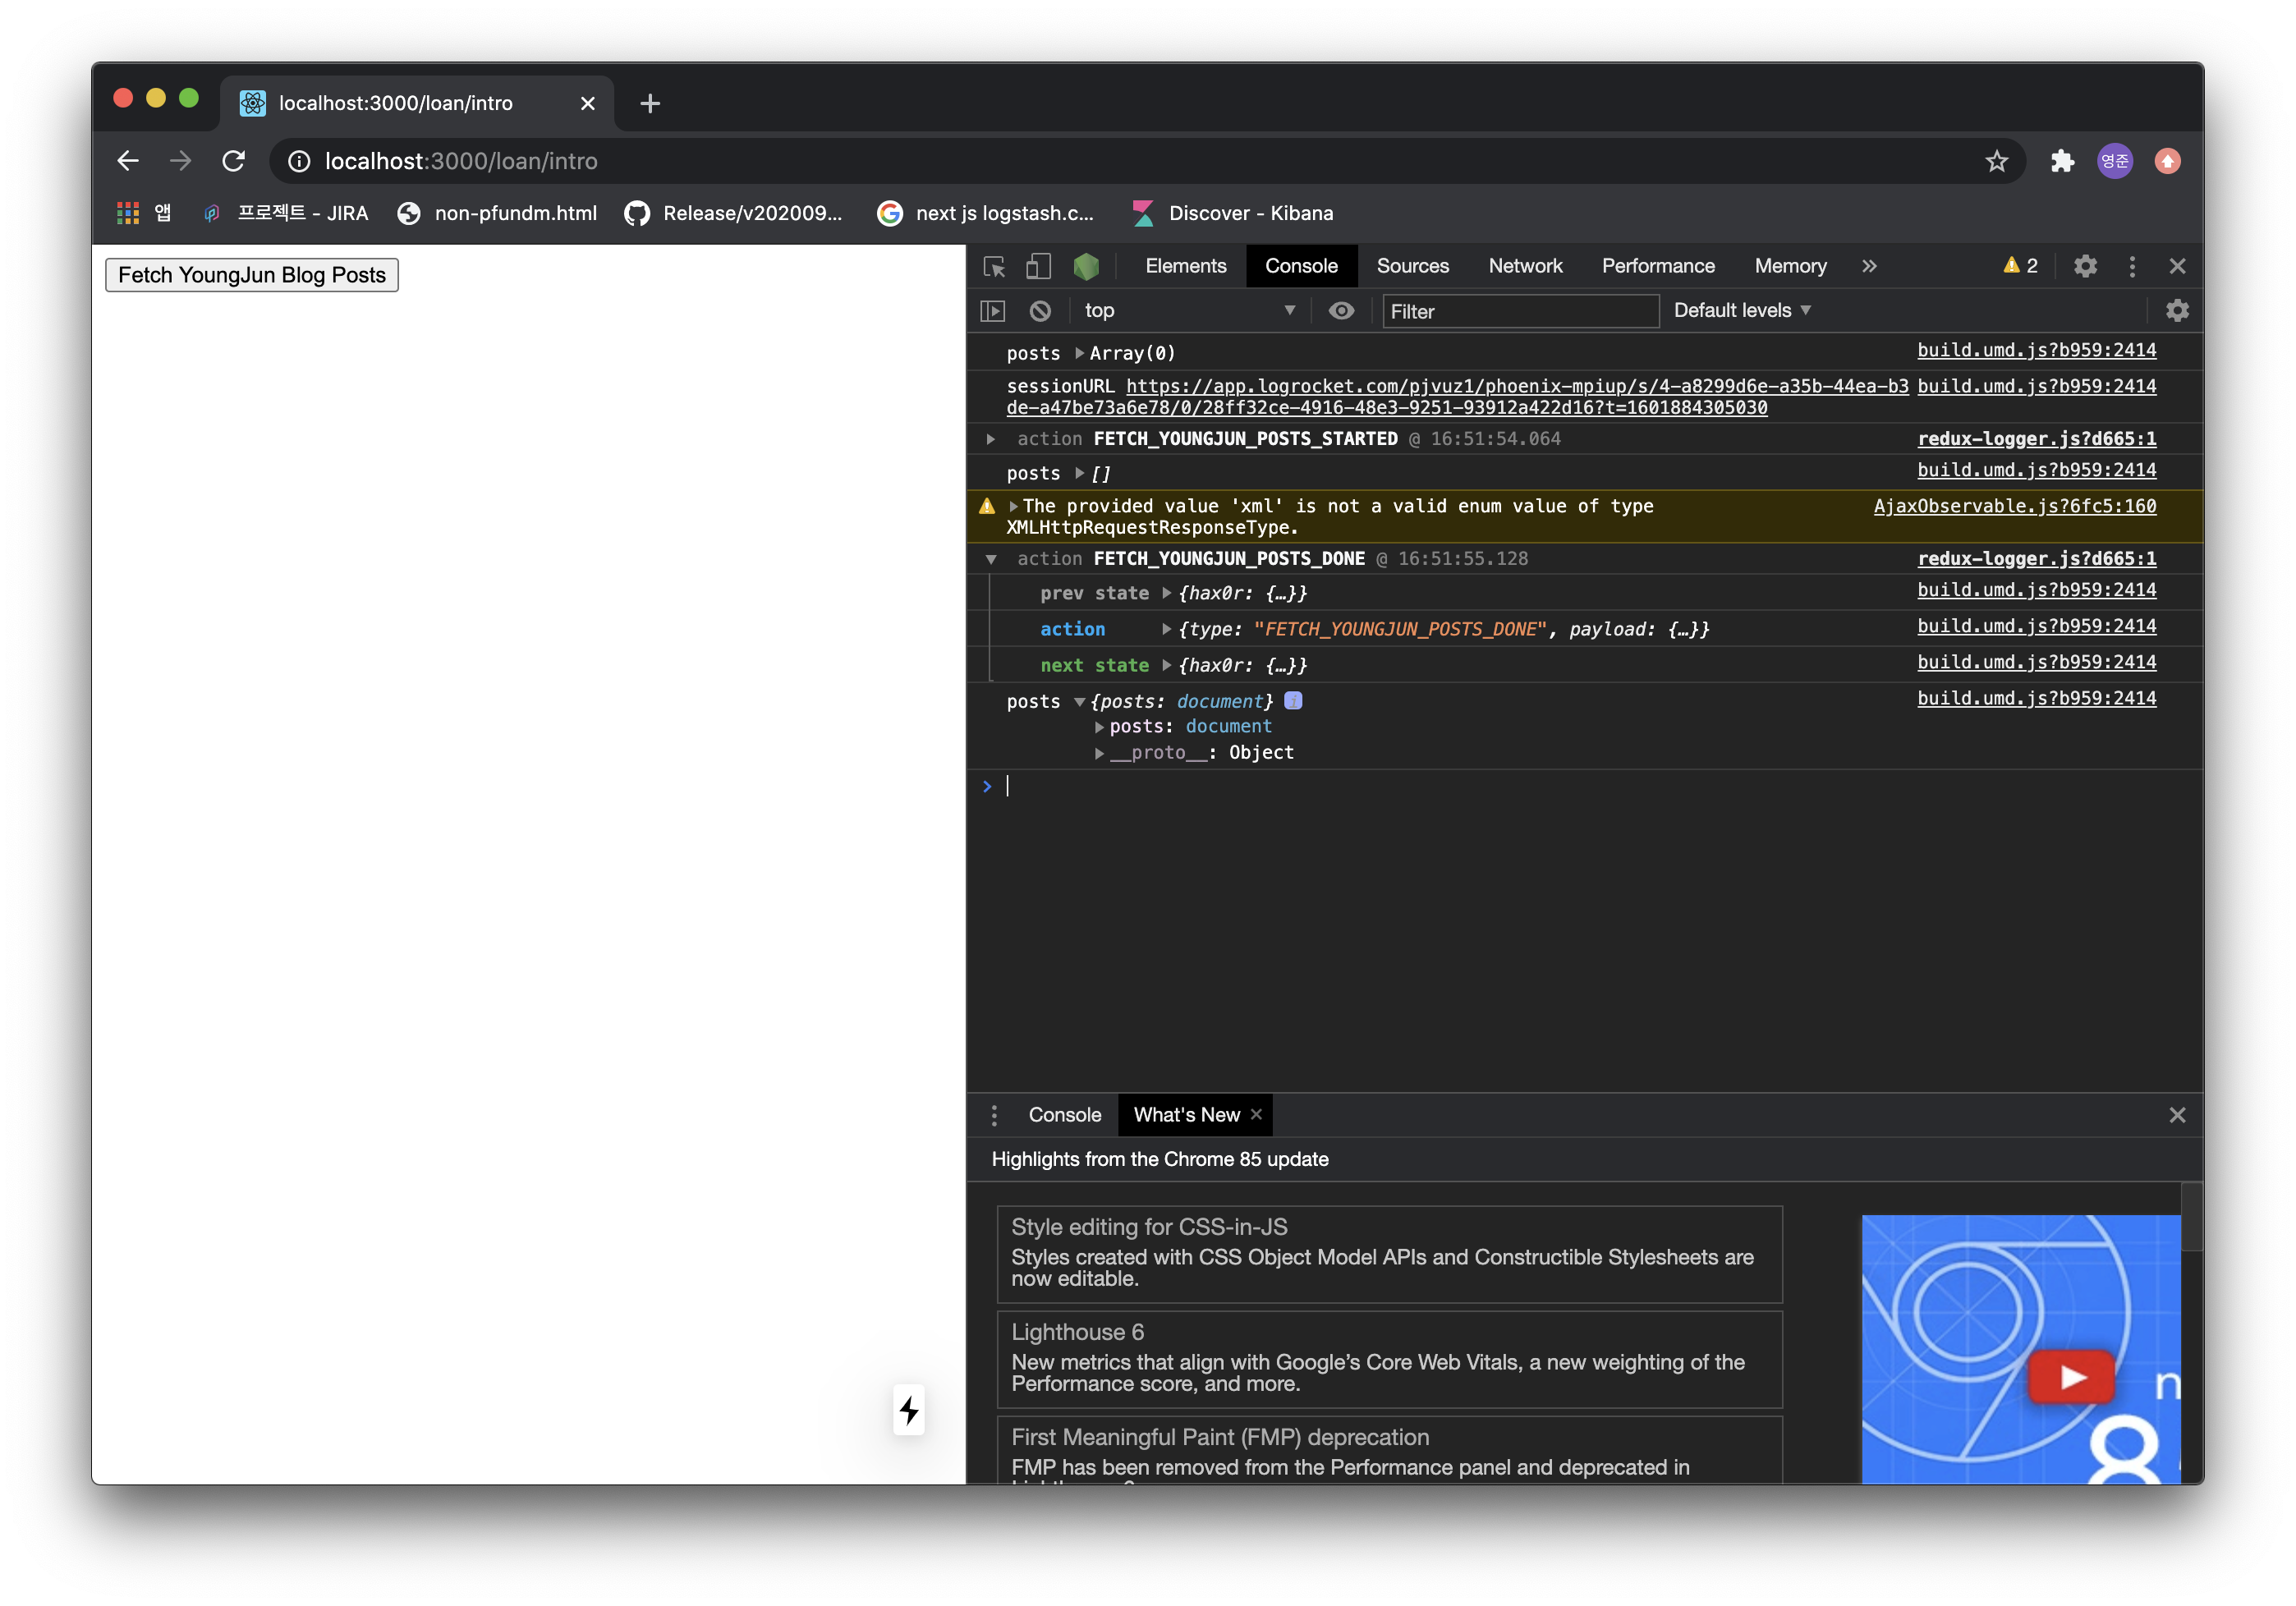 localhost:3000/loan/intro
localhost:3000/loan/intro
영준
앱
프로젝트 - JIRA
non-pfundm.html
Release/v202009...
next js logstash.c...
Discover - Kibana
Fetch YoungJun Blog Posts
Elements Console Sources Network Performance Memory 2
top Filter Default levels
posts Array(0) build.umd.js?b959:2414
sessionURL https://app.logrocket.com/pjvuz1/phoenix-mpiup/s/4-a8299d6e-a35b-44ea-b3 build.umd.js?b959:2414
de-a47be73a6e78/0/28ff32ce-4916-48e3-9251-93912a422d16?t=1601884305030
action FETCH_YOUNGJUN_POSTS_STARTED @ 16:51:54.064 redux-logger.js?d665:1
posts [] build.umd.js?b959:2414
The provided value 'xml' is not a valid enum value of type AjaxObservable.js?6fc5:160
XMLHttpRequestResponseType.
action FETCH_YOUNGJUN_POSTS_DONE @ 16:51:55.128 redux-logger.js?d665:1
prev state {hax0r: {…}} build.umd.js?b959:2414
action {type: "FETCH_YOUNGJUN_POSTS_DONE", payload: {…}} build.umd.js?b959:2414
next state {hax0r: {…}} build.umd.js?b959:2414
posts {posts: document} i build.umd.js?b959:2414
posts: document
__proto__: Object
Console What's New
Highlights from the Chrome 85 update
Style editing for CSS-in-JS
Styles created with CSS Object Model APIs and Constructible Stylesheets are
now editable.
Lighthouse 6
New metrics that align with Google’s Core Web Vitals, a new weighting of the
Performance score, and more.
First Meaningful Paint (FMP) deprecation
FMP has been removed from the Performance panel and deprecated in
n
8